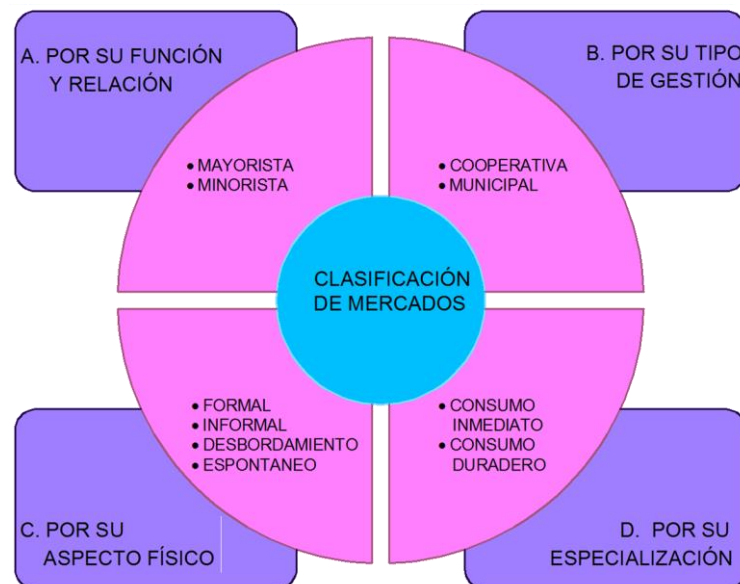 A. POR SU FUNCIÓN
Y RELACIÓN
B. POR SU TIPO
DE GESTIÓN
• MAYORISTA
• MINORISTA
• COOPERATIVA
• MUNICIPAL
CLASIFICACIÓN
DE MERCADOS
• FORMAL
• INFORMAL
• DESBORDAMIENTO
• ESPONTANEO
• CONSUMO
INMEDIATO
• CONSUMO
DURADERO
C. POR SU
ASPECTO FÍSICO
D. POR SU
ESPECIALIZACIÓN